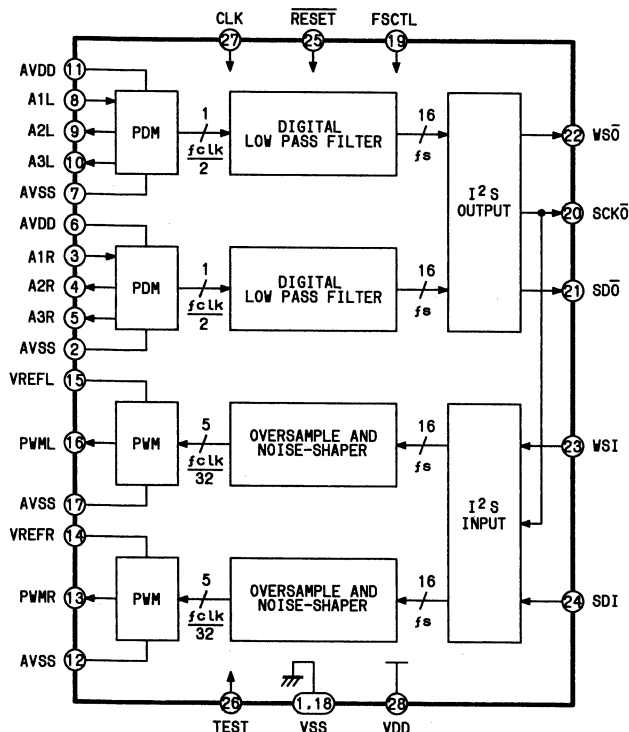 CLK RESET FSCTL
27 25 19
AVDD 11
A1L 8
A2L 9
A3L 10
AVSS 7
PDM
1
fclk
2
DIGITAL
LOW PASS FILTER
16
fs
I²S
OUTPUT
22 WSO
20 SCKO
21 SDO
AVDD 6
A1R 3
A2R 4
A3R 5
AVSS 2
PDM
1
fclk
2
DIGITAL
LOW PASS FILTER
16
fs
VREFL 15
PWML 16
AVSS 17
PWM
5
fclk
32
OVERSAMPLE AND
NOISE-SHAPER
16
fs
I²S
INPUT
23 WSI
24 SDI
VREFR 14
PWMR 13
AVSS 12
PWM
5
fclk
32
OVERSAMPLE AND
NOISE-SHAPER
16
fs
26 1,18 28
TEST VSS VDD